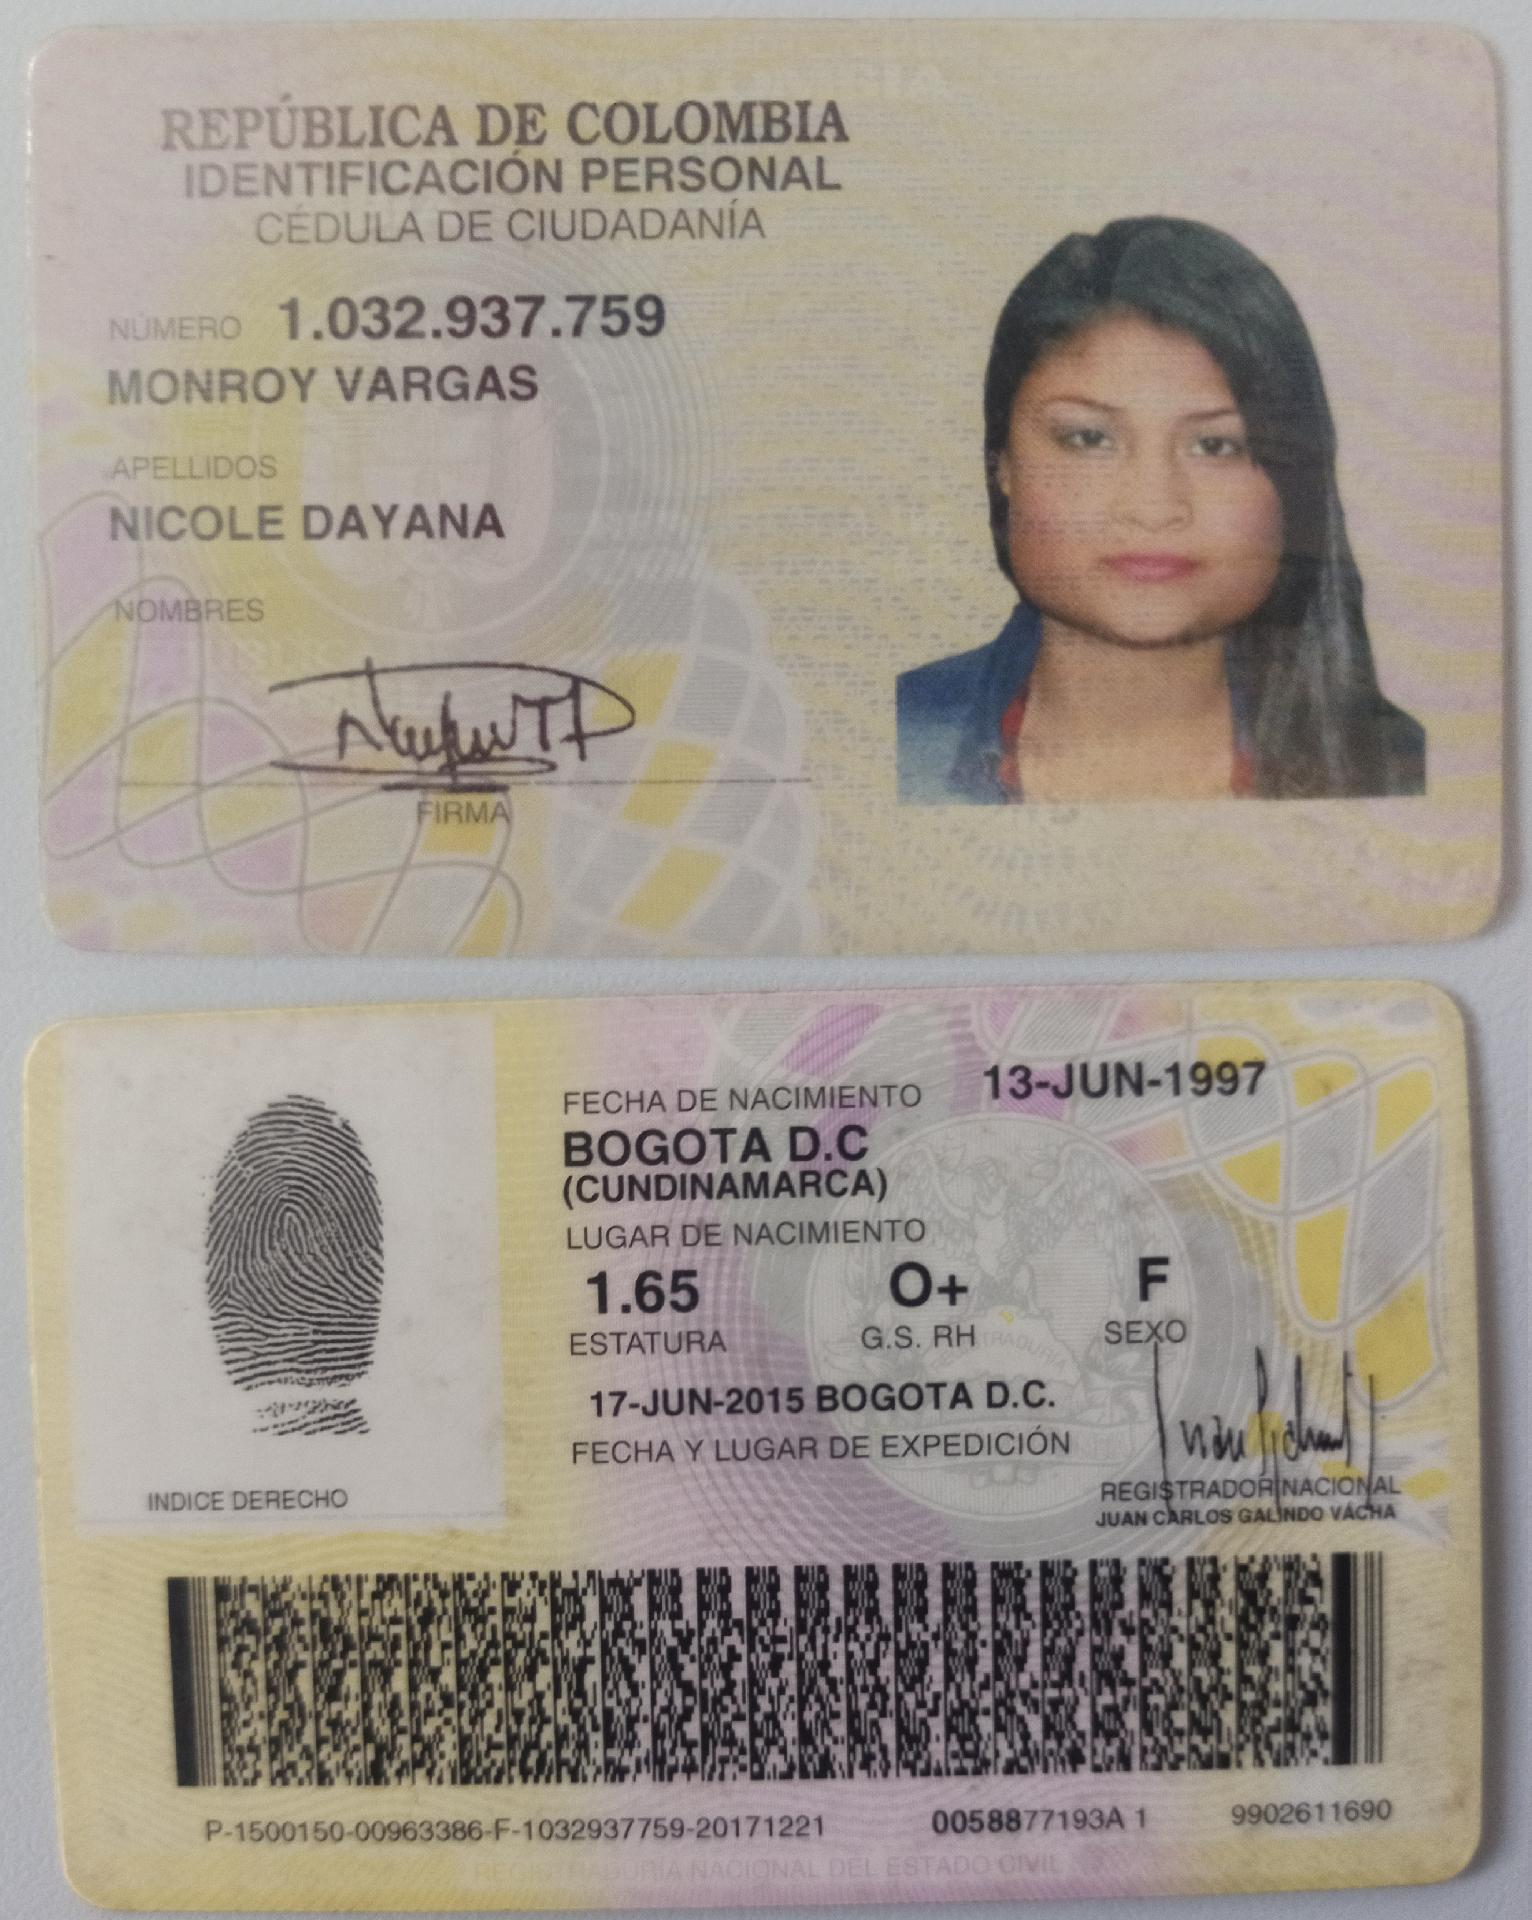 REPÚBLICA DE COLOMBIA
IDENTIFICACIÓN PERSONAL
CÉDULA DE CIUDADANÍA
NÚMERO 1.032.937.759
MONROY VARGAS
APELLIDOS
NICOLE DAYANA
NOMBRES
FIRMA
FECHA DE NACIMIENTO 13-JUN-1997
BOGOTA D.C
(CUNDINAMARCA)
LUGAR DE NACIMIENTO
1.65 O+ F
ESTATURA G.S. RH SEXO
17-JUN-2015 BOGOTA D.C.
FECHA Y LUGAR DE EXPEDICIÓN
REGISTRADOR NACIONAL
JUAN CARLOS GALINDO VÁCHA
INDICE DERECHO
P-1500150-00963386-F-1032937759-20171221 0058877193A 1 9902611690
REGISTRADURIA NACIONAL DEL ESTADO CIVIL